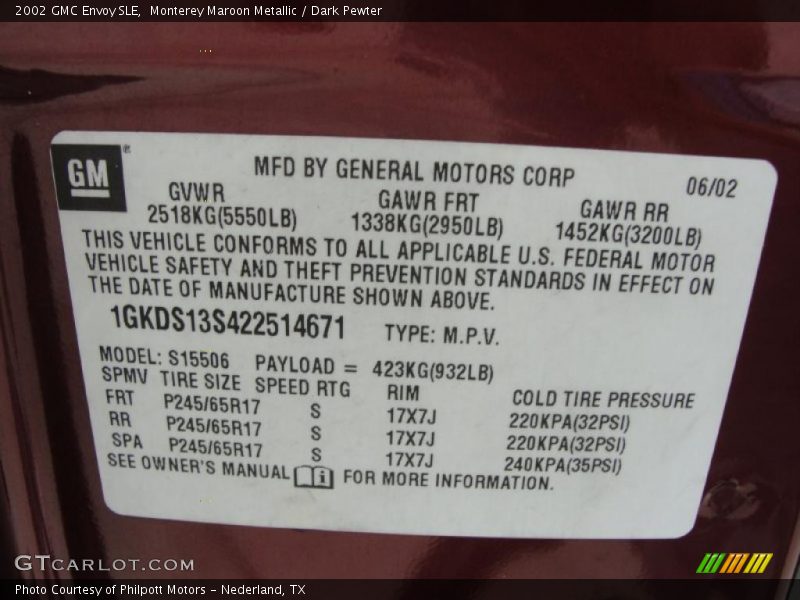 2002 GMC Envoy SLE, Monterey Maroon Metallic / Dark Pewter
GM®
MFD BY GENERAL MOTORS CORP
06/02
GVWR GAWR FRT GAWR RR
2518KG(5550LB) 1338KG(2950LB) 1452KG(3200LB)
THIS VEHICLE CONFORMS TO ALL APPLICABLE U.S. FEDERAL MOTOR
VEHICLE SAFETY AND THEFT PREVENTION STANDARDS IN EFFECT ON
THE DATE OF MANUFACTURE SHOWN ABOVE.
1GKDS13S422514671 TYPE: M.P.V.
MODEL: S15506 PAYLOAD = 423KG(932LB)
SPMV TIRE SIZE SPEED RTG RIM COLD TIRE PRESSURE
FRT P245/65R17 S 17X7J 220KPA(32PSI)
RR P245/65R17 S 17X7J 220KPA(32PSI)
SPA P245/65R17 S 17X7J 240KPA(35PSI)
SEE OWNER'S MANUAL FOR MORE INFORMATION.
GTCARLOT.COM
Photo Courtesy of Philpott Motors - Nederland, TX